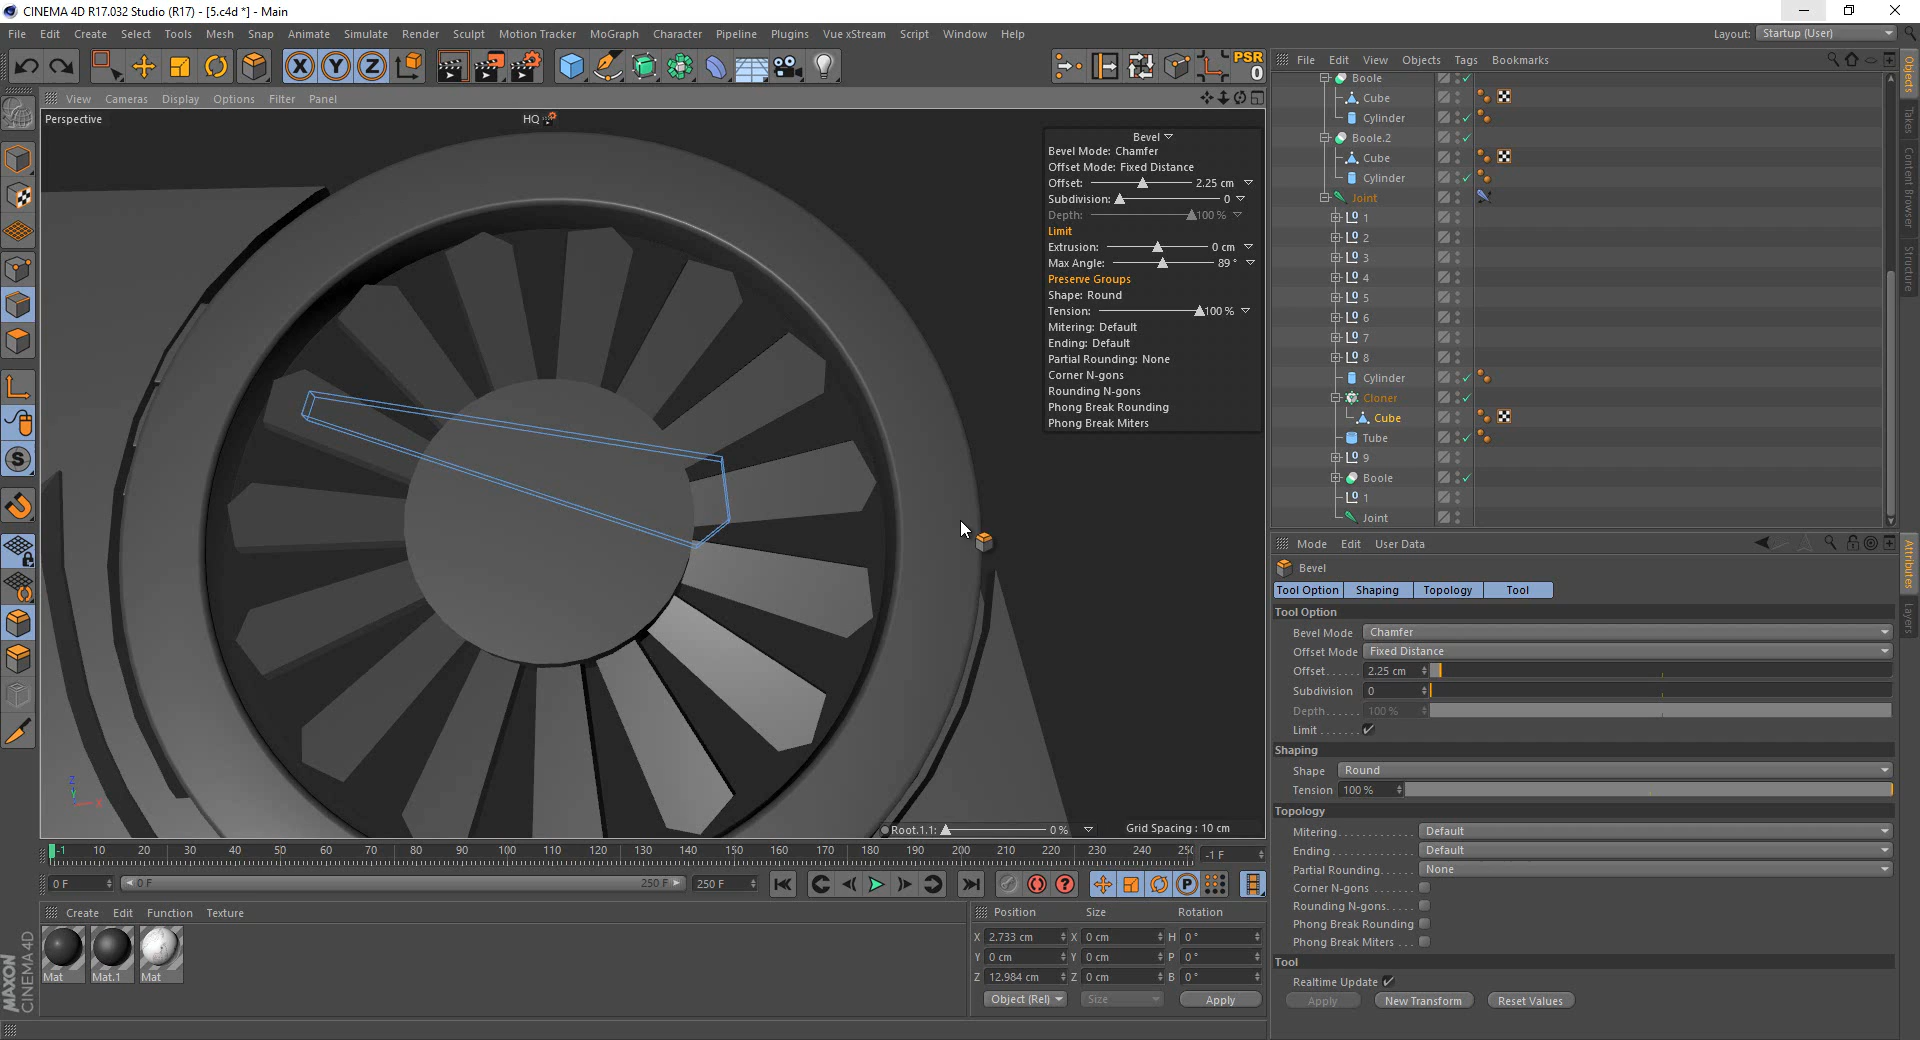 CINEMA 4D R17.032 Studio (R17) - [5.c4d *] - Main
File Edit Create Select Tools Mesh Snap Animate Simulate Render Sculpt Motion Tracker MoGraph Character Pipeline Plugins Vue xStream Script Window Help
Layout: Startup (User)
X Y Z
PSR
0
View Cameras Display Options Filter Panel
Perspective
HQ
Bevel
Bevel Mode: Chamfer
Offset Mode: Fixed Distance
Offset: 2.25 cm
Subdivision: 0
Depth: 100 %
Limit
Extrusion: 0 cm
Max Angle: 89 °
Preserve Groups
Shape: Round
Tension: 100 %
Mitering: Default
Ending: Default
Partial Rounding: None
Corner N-gons
Rounding N-gons
Phong Break Rounding
Phong Break Miters
Z
Y
X
Root.1.1: 0 %
Grid Spacing : 10 cm
File Edit View Objects Tags Bookmarks
Boole
Cube
Cylinder
Boole.2
Cube
Cylinder
Joint
1
2
3
4
5
6
7
8
Cylinder
Cloner
Cube
Tube
9
Boole
1
Joint
Objects
Takes
Content Browser
Structure
Attributes
Layers
Mode Edit User Data
Bevel
Tool Option Shaping Topology Tool
Tool Option
Bevel Mode Chamfer
Offset Mode Fixed Distance
Offset...... 2.25 cm
Subdivision 0
Depth...... 100 %
Limit .......
Shaping
Shape Round
Tension 100 %
Topology
Mitering............. Default
Ending.............. Default
Partial Rounding...... None
Corner N-gons .......
Rounding N-gons.....
Phong Break Rounding
Phong Break Miters ...
Tool
Realtime Update
Apply New Transform Reset Values
-1 10 20 30 40 50 60 70 80 90 100 110 120 130 140 150 160 170 180 190 200 210 220 230 240 250
-1 F
0 F 0 F 250 F 250 F
Create Edit Function Texture
Mat
Mat.1
Mat
Position Size Rotation
X 2.733 cm X 0 cm H 0 °
Y 0 cm Y 0 cm P 0 °
Z 12.984 cm Z 0 cm B 0 °
Object (Rel) Size Apply
MAXON
CINEMA 4D